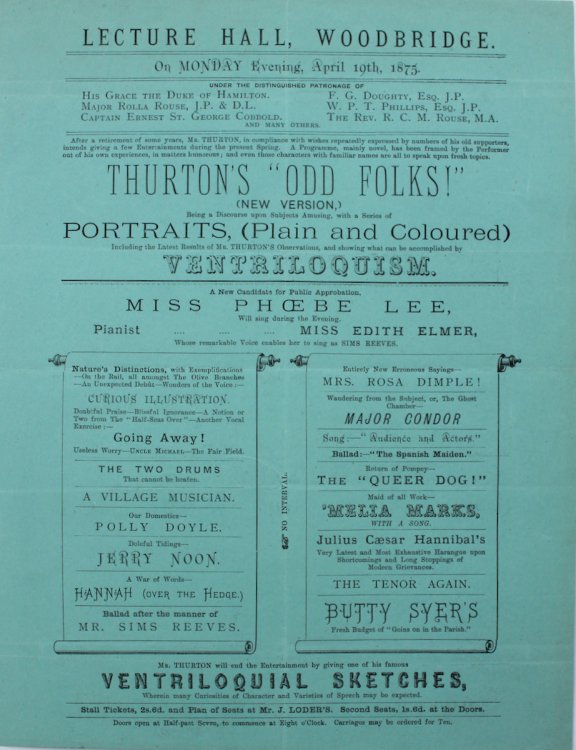 LECTURE HALL, WOODBRIDGE.
On MONDAY Evening, April 19th, 1875.
UNDER THE DISTINGUISHED PATRONAGE OF
HIS GRACE THE DUKE OF HAMILTON.
MAJOR ROLLA ROUSE, J.P. & D.L.
CAPTAIN ERNEST ST. GEORGE COBBOLD.
F. G. DOUGHTY, ESQ. J.P.
W. P. T. PHILLIPS, ESQ. J.P.
THE REV. R. C. M. ROUSE, M.A.
AND MANY OTHERS.
After a retirement of some years, MR. THURTON, in compliance with wishes repeatedly expressed by numbers of his old supporters,
intends giving a few Entertainments during the present Spring. A Programme, mainly novel, has been framed by the Performer
out of his own experiences, in matters humorous; and even those characters with familiar names are all to speak upon fresh topics.
THURTON'S "ODD FOLKS!"
(NEW VERSION,)
Being a Discourse upon Subjects Amusing, with a Series of
PORTRAITS, (Plain and Coloured)
Including the Latest Results of MR. THURTON'S Observations, and showing what can be accomplished by
VENTRILOQUISM.
A New Candidate for Public Approbation,
MISS PHŒBE LEE,
Will sing during the Evening.
Pianist .... .... .... MISS EDITH ELMER,
Whose remarkable Voice enables her to sing as SIMS REEVES.
Nature's Distinctions, with Exemplifications
—On the Rail, all amongst The Olive Branches
—An Unexpected Debût—Wonders of the Voice:—
CURIOUS ILLUSTRATION.
Doubtful Praise—Blissful Ignorance—A Notion or
Two from The "Half-Seas Over"—Another Vocal
Exercise:—
Going Away!
Useless Worry—UNCLE MICHAEL—The Fair Field.
THE TWO DRUMS
That cannot be beaten.
A VILLAGE MUSICIAN.
Our Domestics—
POLLY DOYLE.
Doleful Tidings—
JERRY NOON.
A War of Words—
HANNAH (OVER THE HEDGE.)
Ballad after the manner of
MR. SIMS REEVES.
NO INTERVAL.
Entirely New Erroneous Sayings—
MRS. ROSA DIMPLE!
Wandering from the Subject, or, The Ghost
Chamber—
MAJOR CONDOR
Song:—"Audience and Actors."
Ballad:—"The Spanish Maiden."
Return of Pompey—
THE "QUEER DOG!"
Maid of all Work—
'MELIA MARKS,
WITH A SONG.
Julius Cæsar Hannibal's
Very Latest and Most Exhaustive Harangue upon
Shortcomings and Long Stoppings of
Modern Grievances.
THE TENOR AGAIN.
BUTTY SYER'S
Fresh Budget of "Goins on in the Parish."
MR. THURTON will end the Entertainment by giving one of his famous
VENTRILOQUIAL SKETCHES,
Wherein many Curiosities of Character and Varieties of Speech may be expected.
Stall Tickets, 2s.6d. and Plan of Seats at Mr. J. LODER'S. Second Seats, 1s.6d. at the Doors.
Doors open at Half-past Seven, to commence at Eight o'Clock. Carriages may be ordered for Ten.